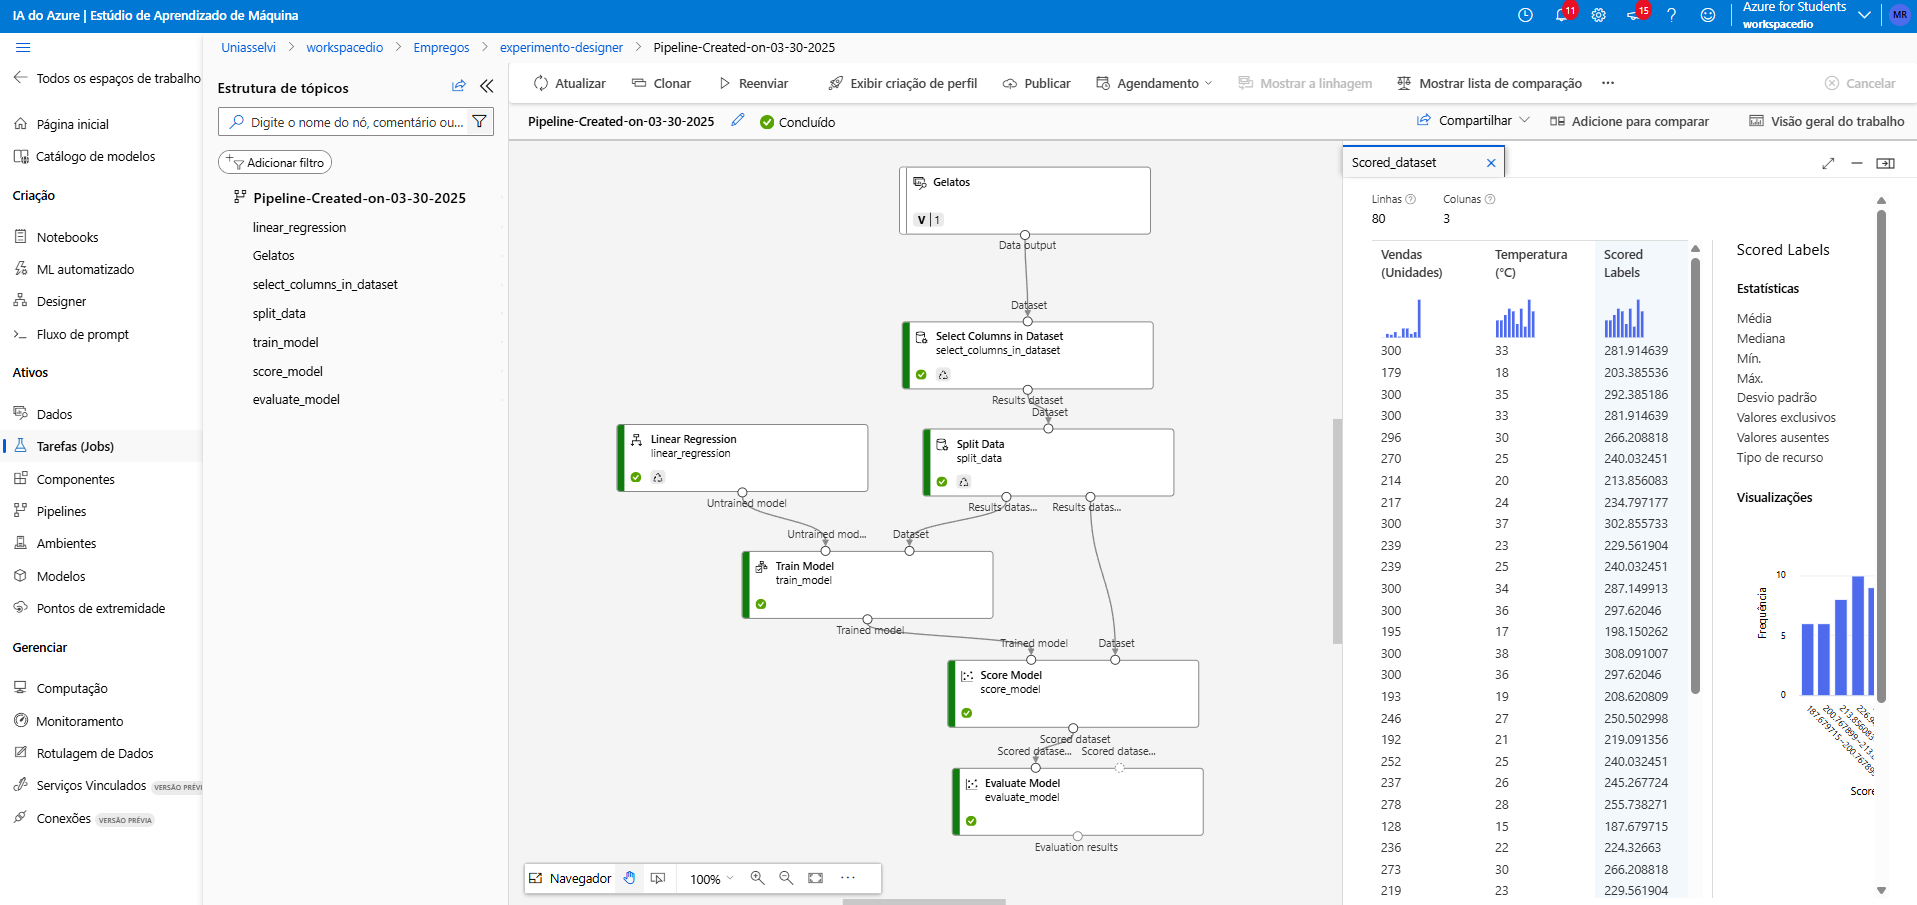 IA do Azure | Estúdio de Aprendizado de Máquina
11
15
Azure for Students
workspacedio
MR
Todos os espaços de trabalho
Página inicial
Catálogo de modelos
Criação
Notebooks
ML automatizado
Designer
Fluxo de prompt
Ativos
Dados
Tarefas (Jobs)
Componentes
Pipelines
Ambientes
Modelos
Pontos de extremidade
Gerenciar
Computação
Monitoramento
Rotulagem de Dados
Serviços Vinculados VERSÃO PRÉVI
Conexões VERSÃO PRÉVIA
Uniasselvi > workspacedio > Empregos > experimento-designer > Pipeline-Created-on-03-30-2025
Estrutura de tópicos
Digite o nome do nó, comentário ou...
Adicionar filtro
Pipeline-Created-on-03-30-2025
linear_regression
Gelatos
select_columns_in_dataset
split_data
train_model
score_model
evaluate_model
Atualizar Clonar Reenviar Exibir criação de perfil Publicar Agendamento Mostrar a linhagem Mostrar lista de comparação ... Cancelar
Pipeline-Created-on-03-30-2025 Concluído Compartilhar Adicione para comparar Visão geral do trabalho
Gelatos
V | 1
Data output
Dataset
Select Columns in Dataset
select_columns_in_dataset
Results dataset
Dataset
Linear Regression
linear_regression
Untrained model
Split Data
split_data
Results datas... Results datas...
Untrained mod... Dataset
Train Model
train_model
Trained model
Trained model Dataset
Score Model
score_model
Scored dataset
Scored datase... Scored datase...
Evaluate Model
evaluate_model
Evaluation results
Navegador 100% ...
Scored_dataset
Linhas Colunas
80 3
Vendas (Unidades) Temperatura (°C) Scored Labels
300 33 281.914639
179 18 203.385536
300 35 292.385186
300 33 281.914639
296 30 266.208818
270 25 240.032451
214 20 213.856083
217 24 234.797177
300 37 302.855733
239 23 229.561904
239 25 240.032451
300 34 287.149913
300 36 297.62046
195 17 198.150262
300 38 308.091007
300 36 297.62046
193 19 208.620809
246 27 250.502998
192 21 219.091356
252 25 240.032451
237 26 245.267724
278 28 255.738271
128 15 187.679715
236 22 224.32663
273 30 266.208818
219 23 229.561904
Scored Labels
Estatísticas
Média
Mediana
Mín.
Máx.
Desvio padrão
Valores exclusivos
Valores ausentes
Tipo de recurso
Visualizações
Frequência
10
5
0
187.679715~200.76789
200.767899~213.
213.856083
226.9
Score